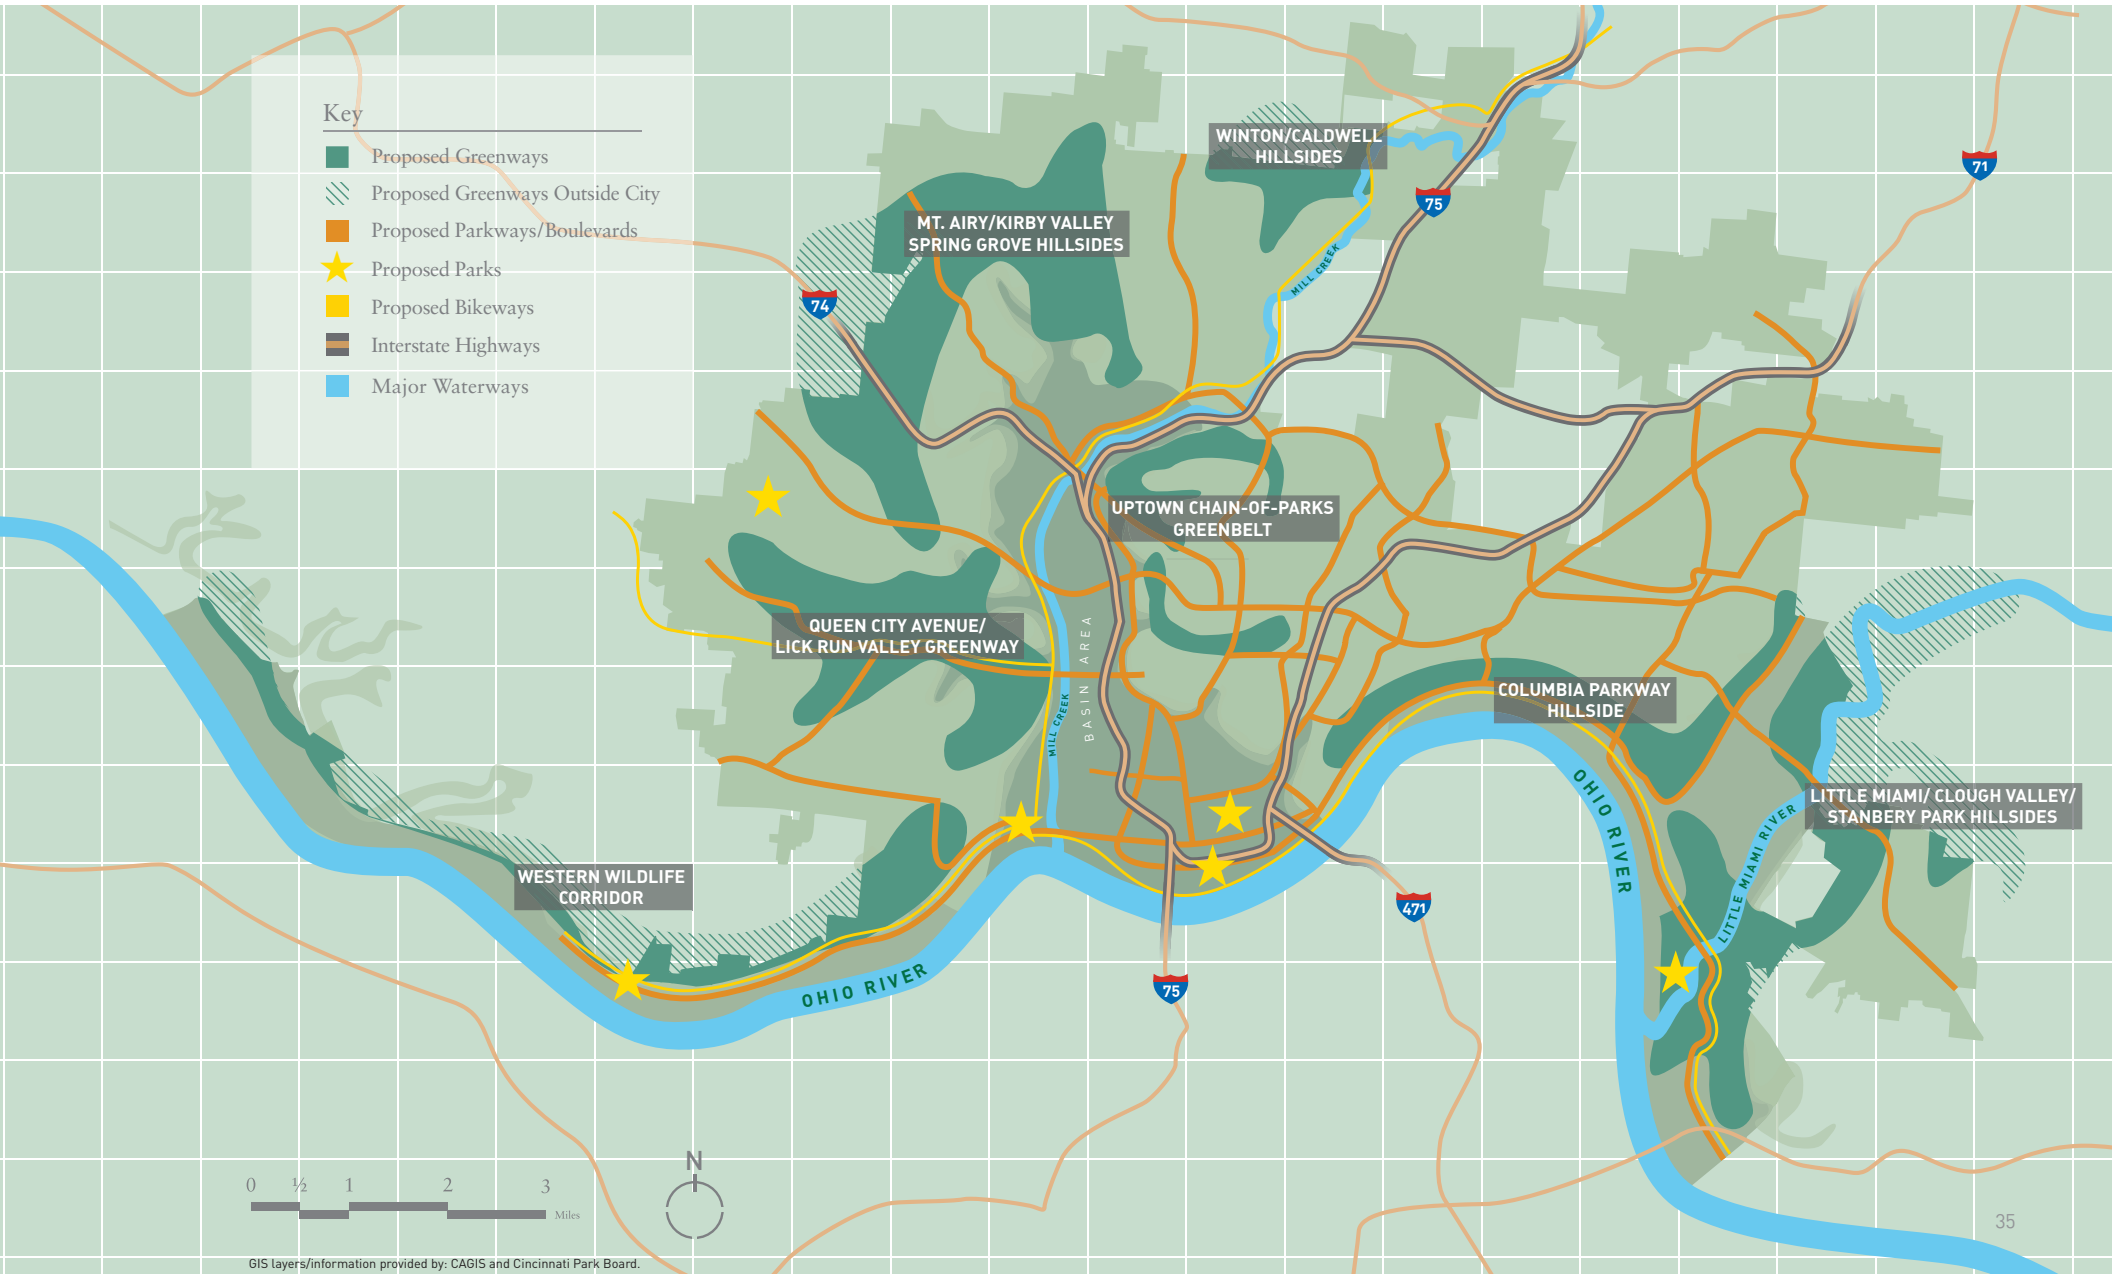 Key
Proposed Greenways
Proposed Greenways Outside City
Proposed Parkways/Boulevards
Proposed Parks
Proposed Bikeways
Interstate Highways
Major Waterways
WINTON/CALDWELL
HILLSIDES
71
75
MT. AIRY/KIRBY VALLEY
SPRING GROVE HILLSIDES
MILL CREEK
74
UPTOWN CHAIN-OF-PARKS
GREENBELT
QUEEN CITY AVENUE/
LICK RUN VALLEY GREENWAY
BASIN AREA
MILL CREEK
COLUMBIA PARKWAY
HILLSIDE
OHIO RIVER
LITTLE MIAMI/ CLOUGH VALLEY/
STANBERY PARK HILLSIDES
LITTLE MIAMI RIVER
WESTERN WILDLIFE
CORRIDOR
471
OHIO RIVER
75
N
0 ½ 1 2 3
Miles
35
GIS layers/information provided by: CAGIS and Cincinnati Park Board.